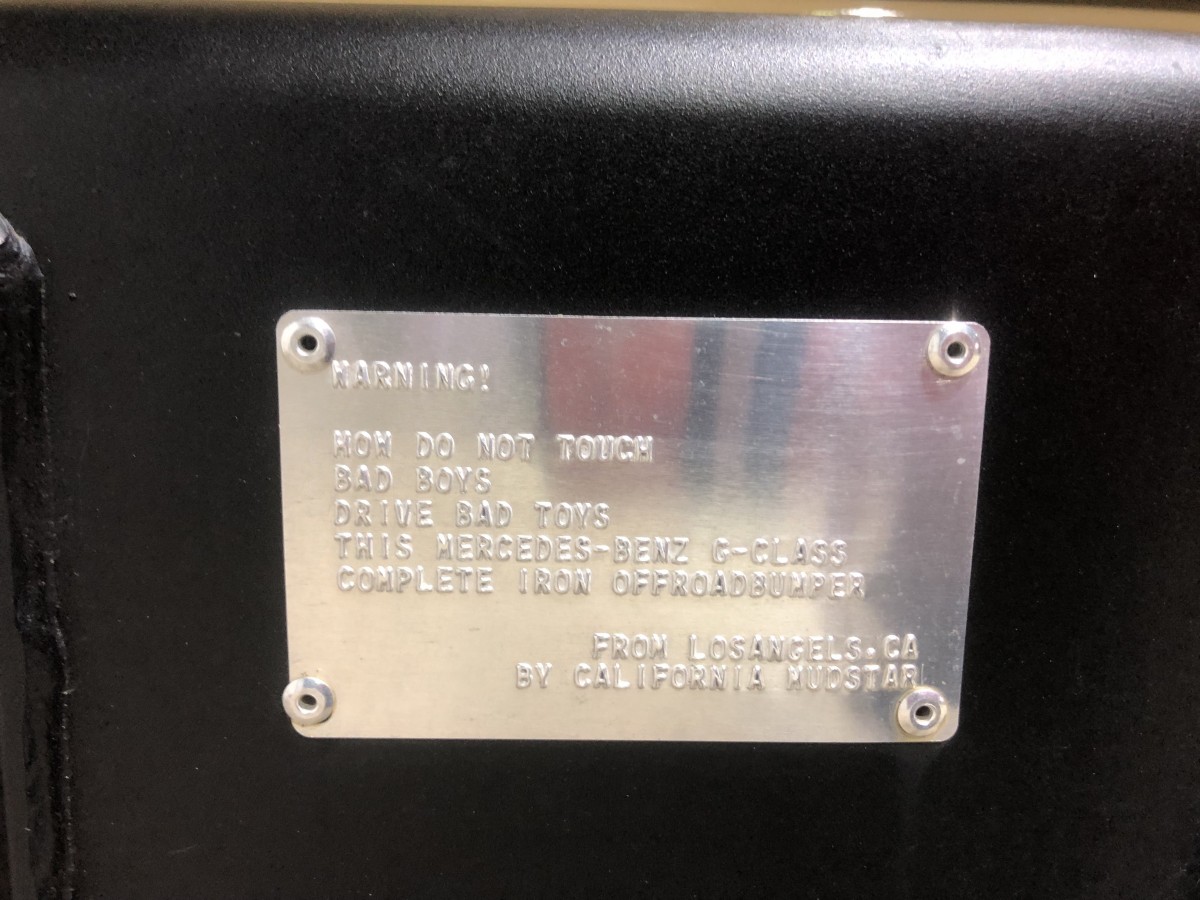 WARNING!
HOW DO NOT TOUCH
BAD BOYS
DRIVE BAD TOYS
THIS MERCEDES-BENZ G-CLASS
COMPLETE IRON OFFROADBUMPER
FROM LOSANGELS.CA
BY CALIFORNIA MUDSTAR